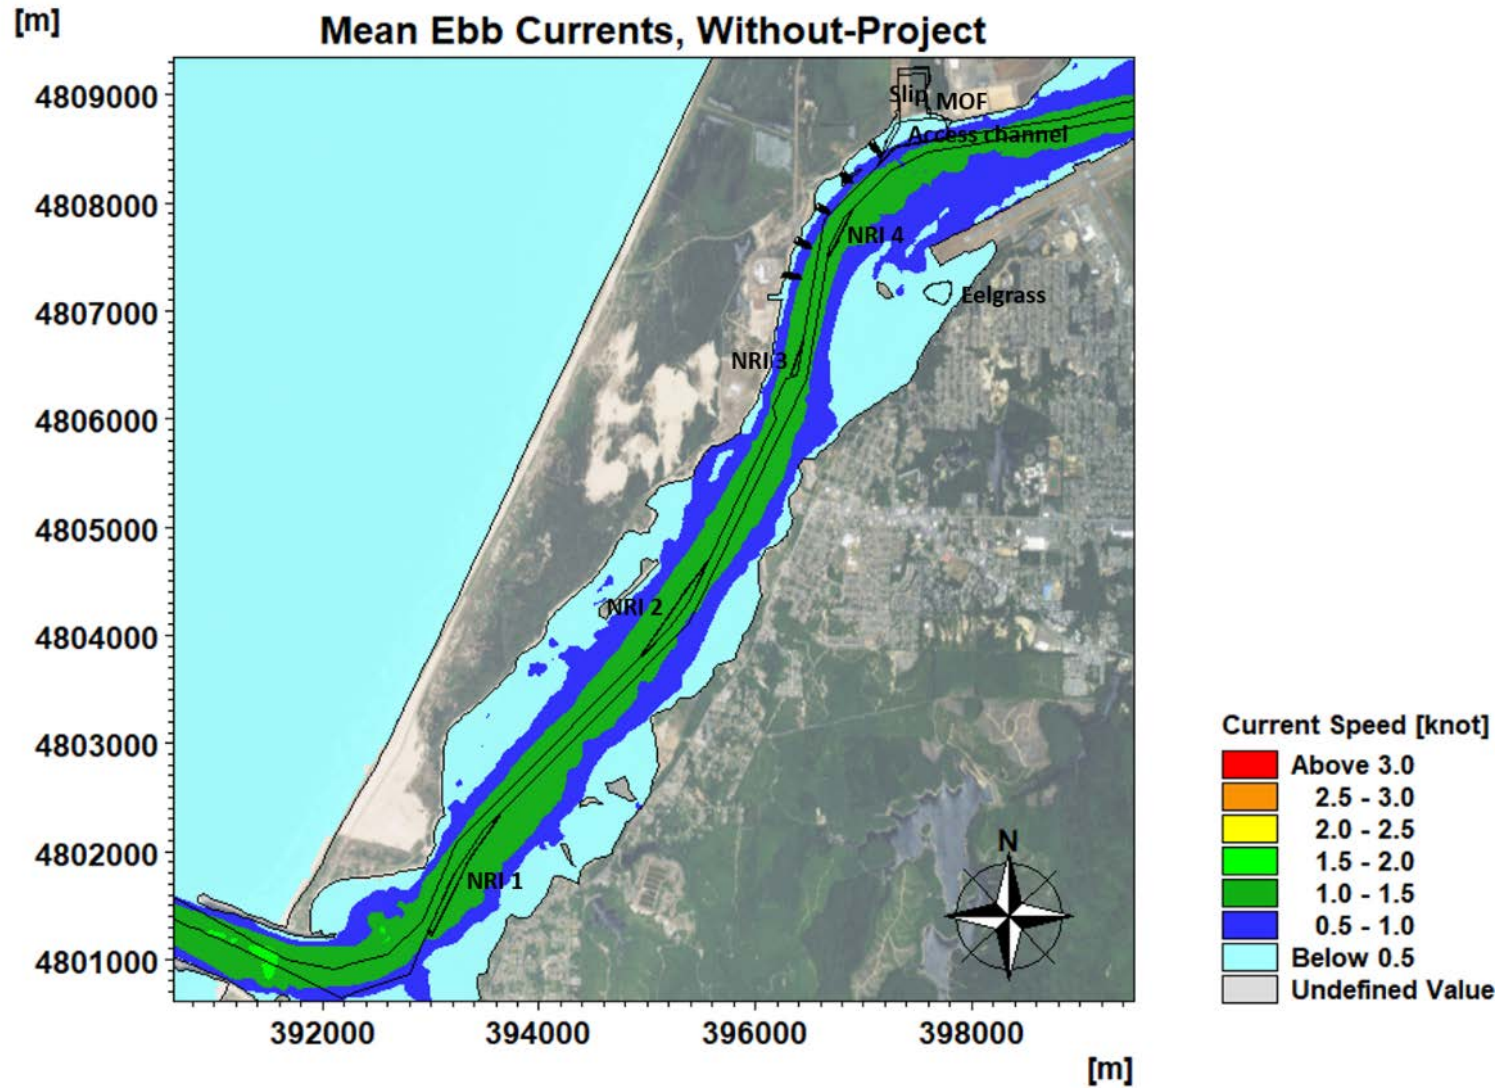 [m]
Mean Ebb Currents, Without-Project
4809000
4808000
4807000
4806000
4805000
4804000
4803000
4802000
4801000
Slip
MOF
Access channel
NRI 4
Eelgrass
NRI 3
NRI 2
NRI 1
N
392000
394000
396000
398000
[m]
Current Speed [knot]
Above 3.0
2.5 - 3.0
2.0 - 2.5
1.5 - 2.0
1.0 - 1.5
0.5 - 1.0
Below 0.5
Undefined Value